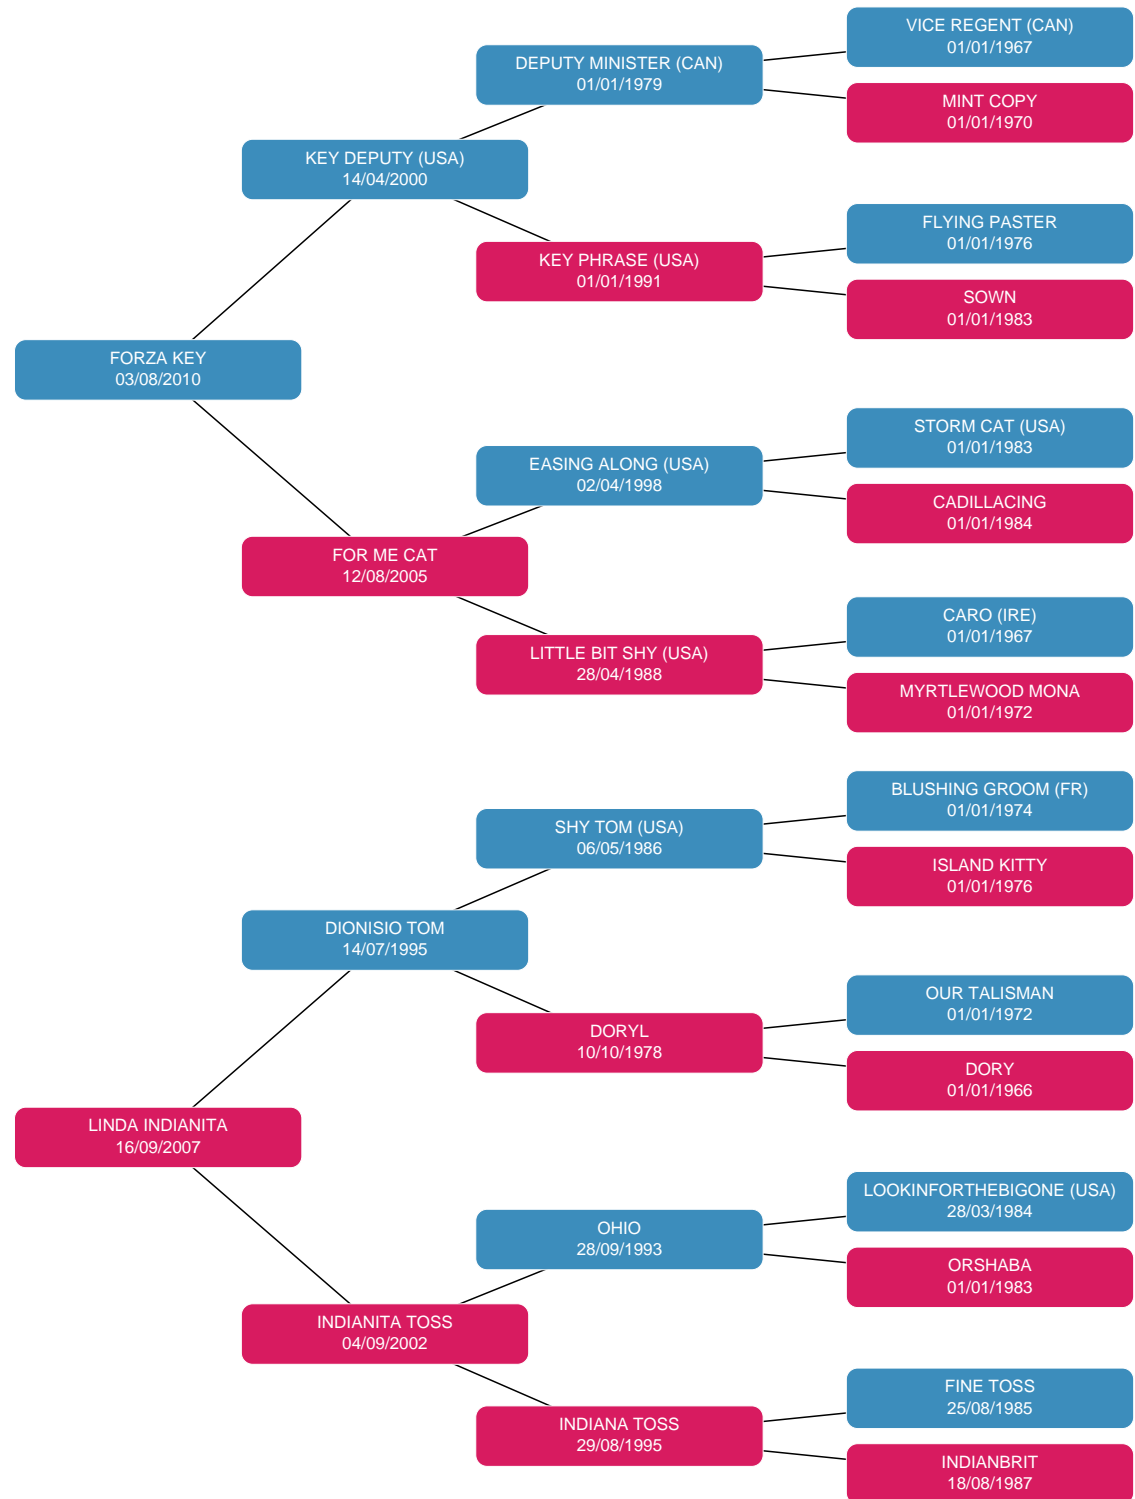 VICE REGENT (CAN)
01/01/1967
DEPUTY MINISTER (CAN)
01/01/1979
MINT COPY
01/01/1970
KEY DEPUTY (USA)
14/04/2000
FLYING PASTER
01/01/1976
KEY PHRASE (USA)
01/01/1991
SOWN
01/01/1983
FORZA KEY
03/08/2010
STORM CAT (USA)
01/01/1983
EASING ALONG (USA)
02/04/1998
CADILLACING
01/01/1984
FOR ME CAT
12/08/2005
CARO (IRE)
01/01/1967
LITTLE BIT SHY (USA)
28/04/1988
MYRTLEWOOD MONA
01/01/1972
BLUSHING GROOM (FR)
01/01/1974
SHY TOM (USA)
06/05/1986
ISLAND KITTY
01/01/1976
DIONISIO TOM
14/07/1995
OUR TALISMAN
01/01/1972
DORYL
10/10/1978
DORY
01/01/1966
LINDA INDIANITA
16/09/2007
LOOKINFORTHEBIGONE (USA)
28/03/1984
OHIO
28/09/1993
ORSHABA
01/01/1983
INDIANITA TOSS
04/09/2002
FINE TOSS
25/08/1985
INDIANA TOSS
29/08/1995
INDIANBRIT
18/08/1987